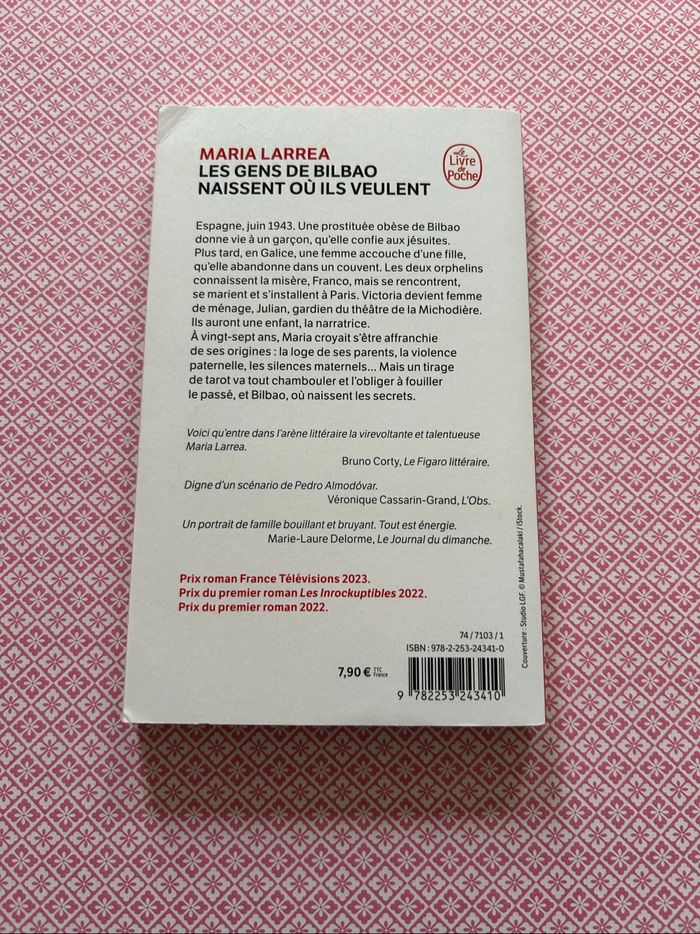 MARIA LARREA
LES GENS DE BILBAO
NAISSENT OÙ ILS VEULENT
Le
Livre
de
Poche
Espagne, juin 1943. Une prostituée obèse de Bilbao
donne vie à un garçon, qu'elle confie aux jésuites.
Plus tard, en Galice, une femme accouche d'une fille,
qu'elle abandonne dans un couvent. Les deux orphelins
connaissent la misère, Franco, mais se rencontrent,
se marient et s'installent à Paris. Victoria devient femme
de ménage, Julian, gardien du théâtre de la Michodière.
Ils auront une enfant, la narratrice.
À vingt-sept ans, Maria croyait s'être affranchie
de ses origines : la loge de ses parents, la violence
paternelle, les silences maternels... Mais un tirage
de tarot va tout chambouler et l'obliger à fouiller
le passé, et Bilbao, où naissent les secrets.
Voici qu'entre dans l'arène littéraire la virevoltante et talentueuse
Maria Larrea.
Bruno Corty, Le Figaro littéraire.
Digne d'un scénario de Pedro Almodóvar.
Véronique Cassarin-Grand, L'Obs.
Un portrait de famille bouillant et bruyant. Tout est énergie.
Marie-Laure Delorme, Le Journal du dimanche.
Prix roman France Télévisions 2023.
Prix du premier roman Les Inrockuptibles 2022.
Prix du premier roman 2022.
Couverture : Studio LGF. © Mustafahacalaki / iStock.
74 / 7103 / 1
ISBN : 978-2-253-24341-0
7,90 € TTC
France
9 782253 243410